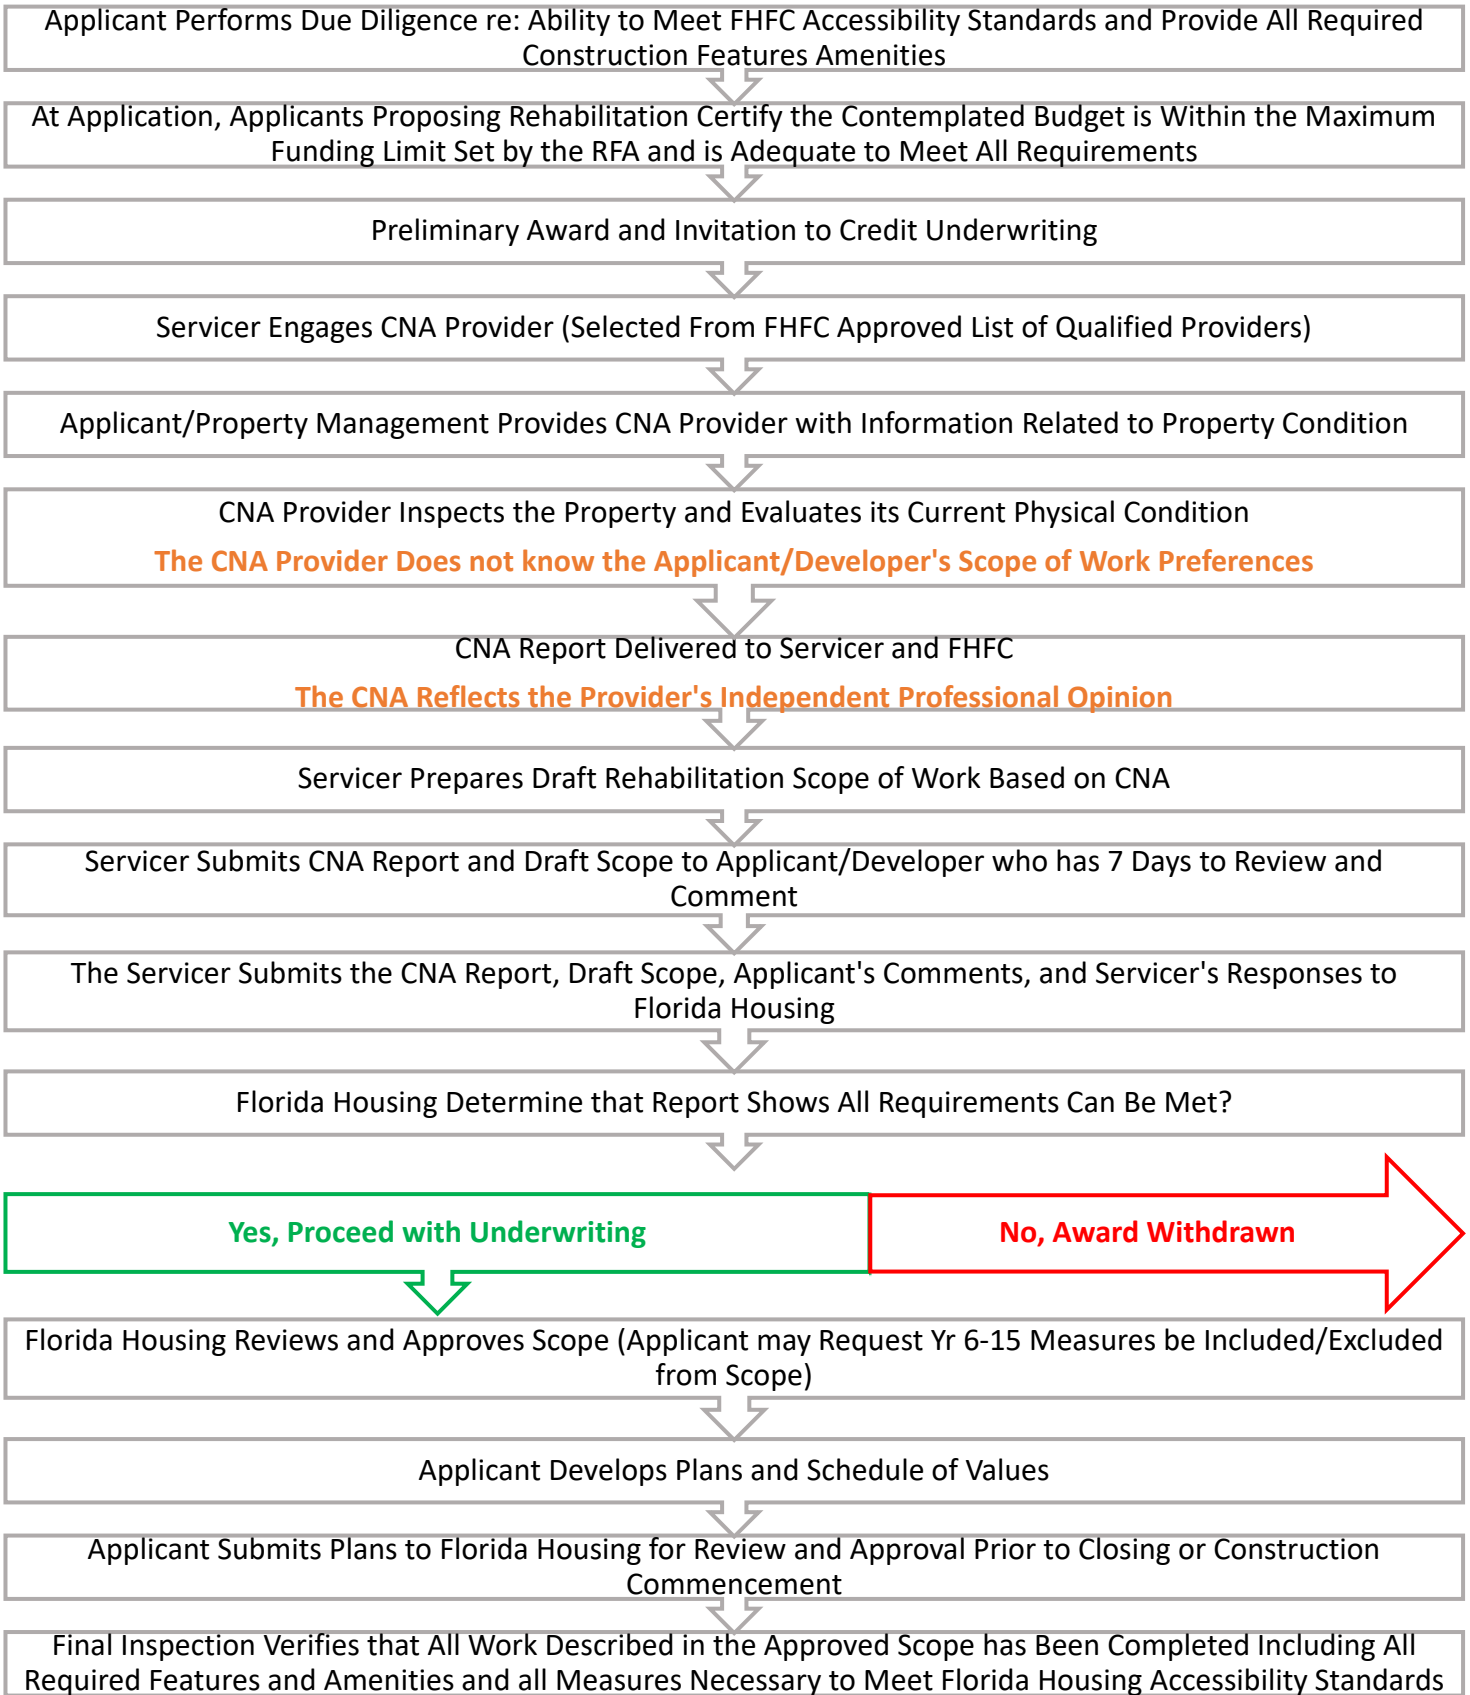 Applicant Performs Due Diligence re: Ability to Meet FHFC Accessibility Standards and Provide All Required
Construction Features Amenities
At Application, Applicants Proposing Rehabilitation Certify the Contemplated Budget is Within the Maximum
Funding Limit Set by the RFA and is Adequate to Meet All Requirements
Preliminary Award and Invitation to Credit Underwriting
Servicer Engages CNA Provider (Selected From FHFC Approved List of Qualified Providers)
Applicant/Property Management Provides CNA Provider with Information Related to Property Condition
CNA Provider Inspects the Property and Evaluates its Current Physical Condition
The CNA Provider Does not know the Applicant/Developer's Scope of Work Preferences
CNA Report Delivered to Servicer and FHFC
The CNA Reflects the Provider's Independent Professional Opinion
Servicer Prepares Draft Rehabilitation Scope of Work Based on CNA
Servicer Submits CNA Report and Draft Scope to Applicant/Developer who has 7 Days to Review and
Comment
The Servicer Submits the CNA Report, Draft Scope, Applicant's Comments, and Servicer's Responses to
Florida Housing
Florida Housing Determine that Report Shows All Requirements Can Be Met?
Yes, Proceed with Underwriting
No, Award Withdrawn
Florida Housing Reviews and Approves Scope (Applicant may Request Yr 6-15 Measures be Included/Excluded
from Scope)
Applicant Develops Plans and Schedule of Values
Applicant Submits Plans to Florida Housing for Review and Approval Prior to Closing or Construction
Commencement
Final Inspection Verifies that All Work Described in the Approved Scope has Been Completed Including All
Required Features and Amenities and all Measures Necessary to Meet Florida Housing Accessibility Standards